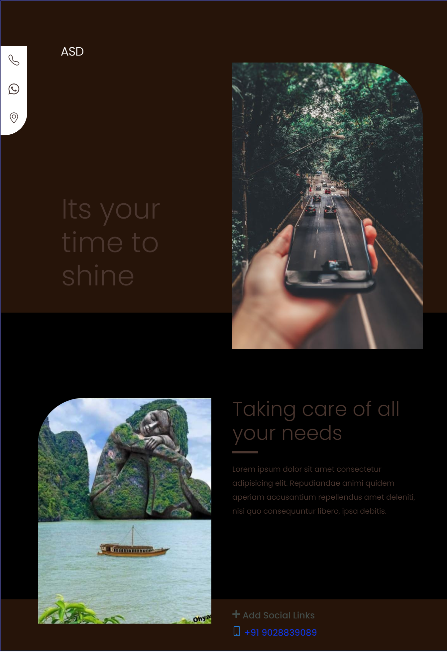 ASD
Its your
time to
shine
Taking care of all
your needs
Lorem ipsum dolor sit amet consectetur
adipisicing elit. Repudiandae animi quidem
aperiam accusantium repellendus amet deleniti,
nisi quo consequuntur libero. Ipsa debitis.
Add Social Links
+91 9028839089